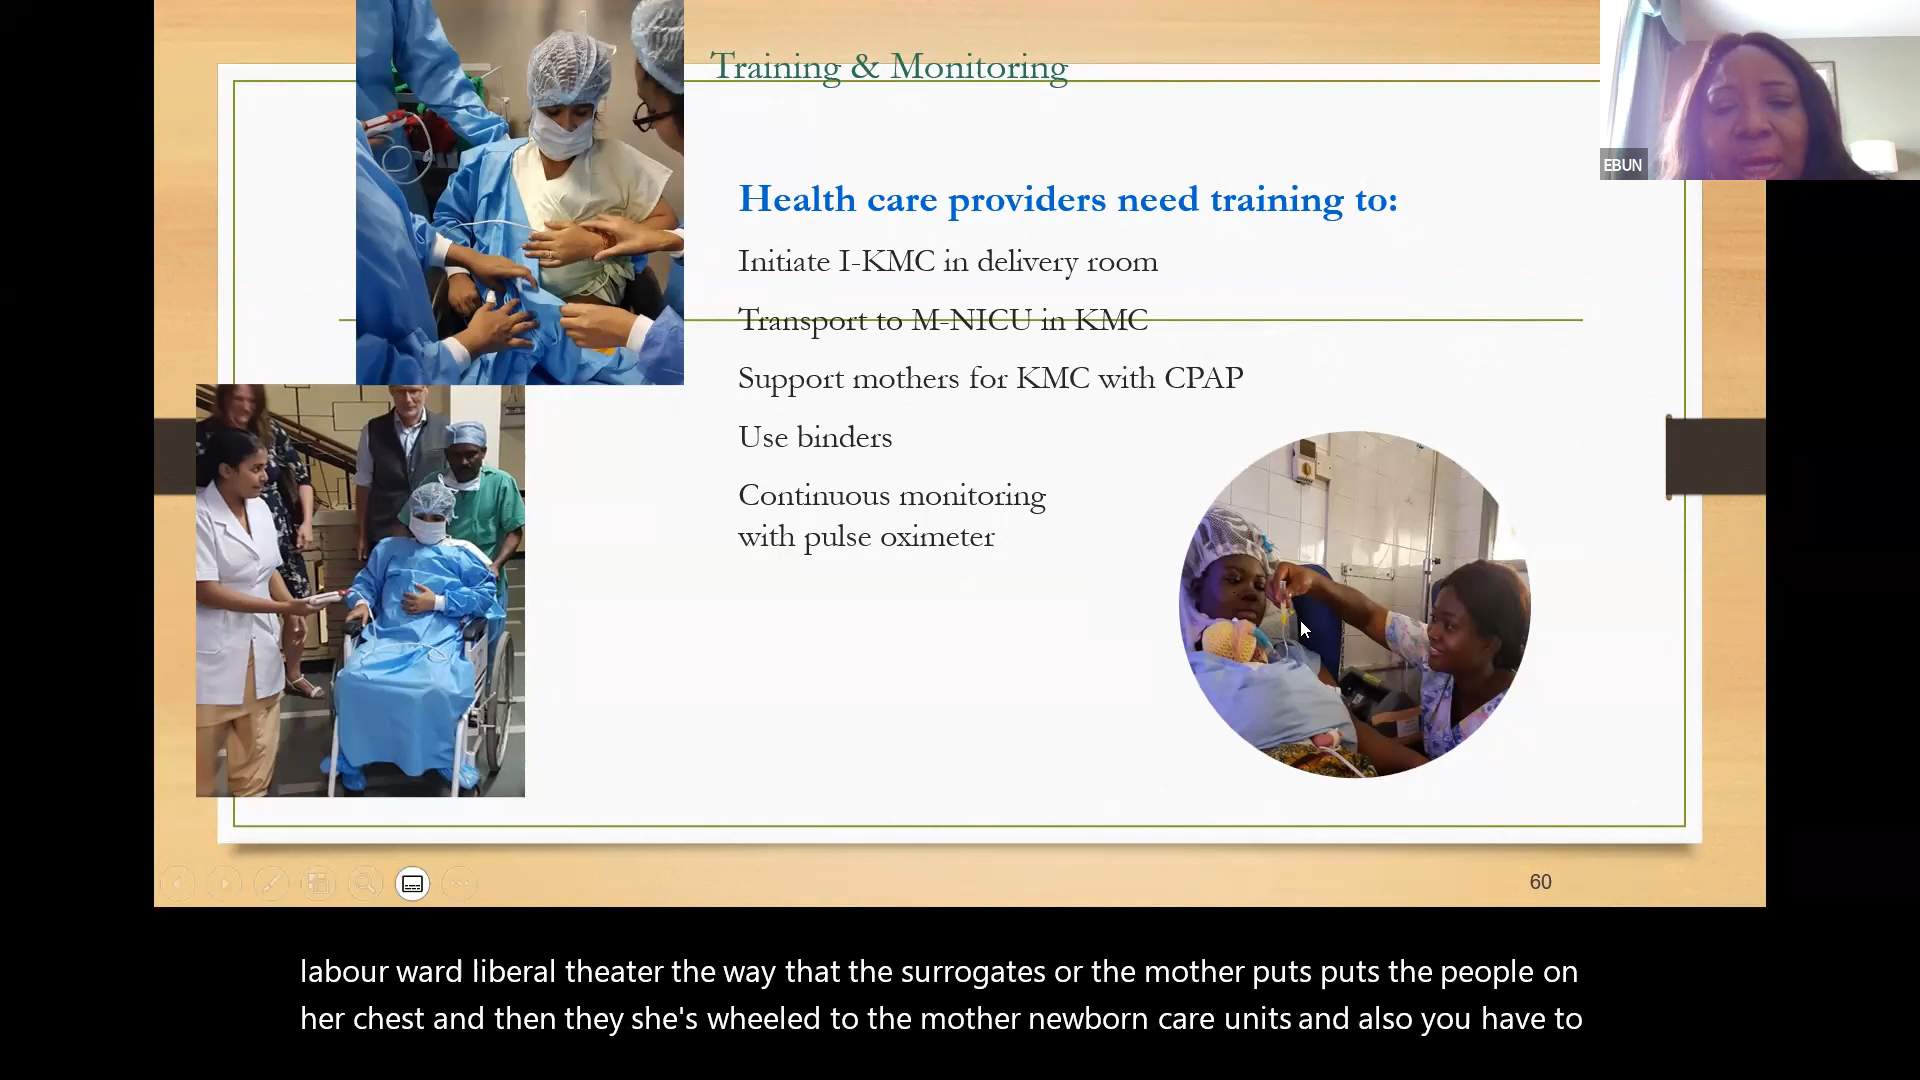 Training & Monitoring
EBUN
Health care providers need training to:
Initiate I-KMC in delivery room
Transport to M-NICU in KMC
Support mothers for KMC with CPAP
Use binders
Continuous monitoring
with pulse oximeter
60
labour ward liberal theater the way that the surrogates or the mother puts puts the people on
her chest and then they she's wheeled to the mother newborn care units and also you have to